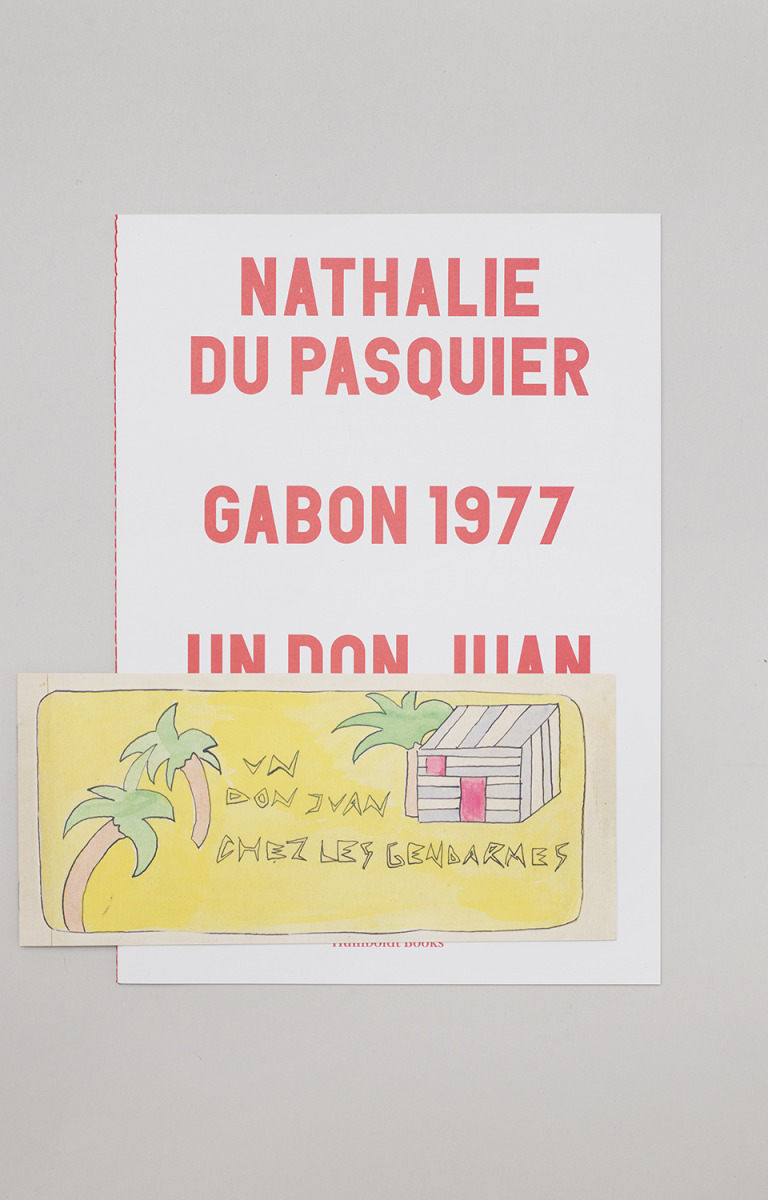 NATHALIE
DU PASQUIER
GABON 1977
UN DON JUAN
UN
DON JUAN
CHEZ LES GENDARMES
Humboldt Books